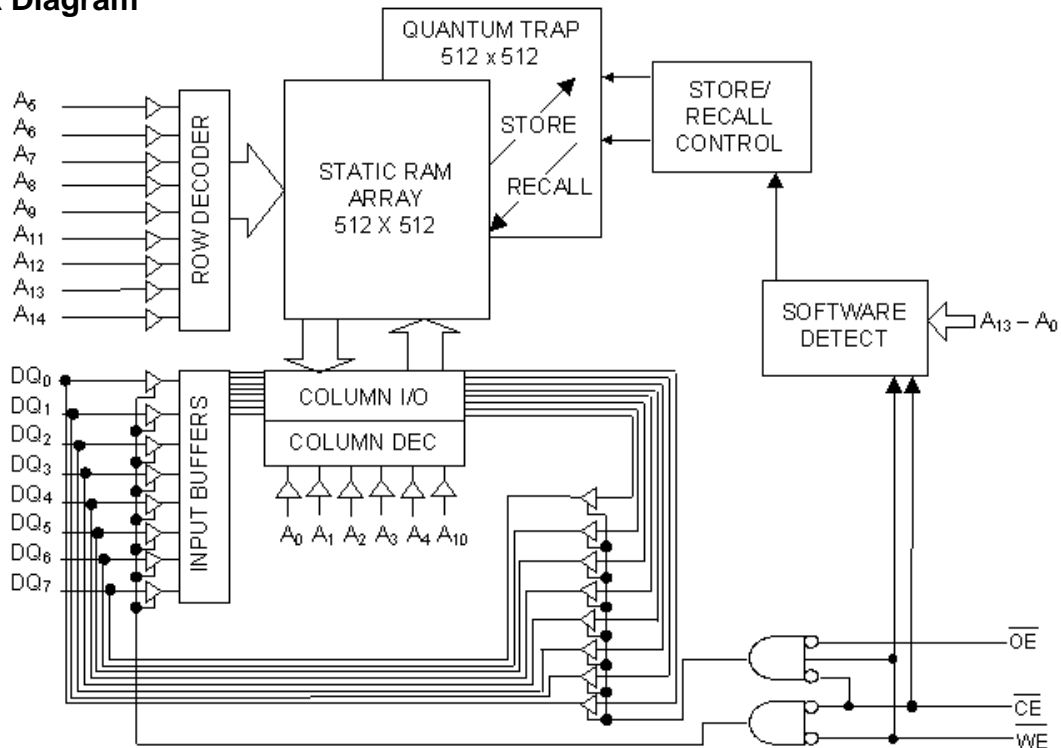 Diagram
QUANTUM TRAP
512 x 512
STORE
RECALL
STORE/
RECALL
CONTROL
A5
A6
A7
A8
A9
A11
A12
A13
A14
ROW DECODER
STATIC RAM
ARRAY
512 X 512
SOFTWARE
DETECT
A13 – A0
DQ0
DQ1
DQ2
DQ3
DQ4
DQ5
DQ6
DQ7
INPUT BUFFERS
COLUMN I/O
COLUMN DEC
A0 A1 A2 A3 A4 A10
OE
CE
WE